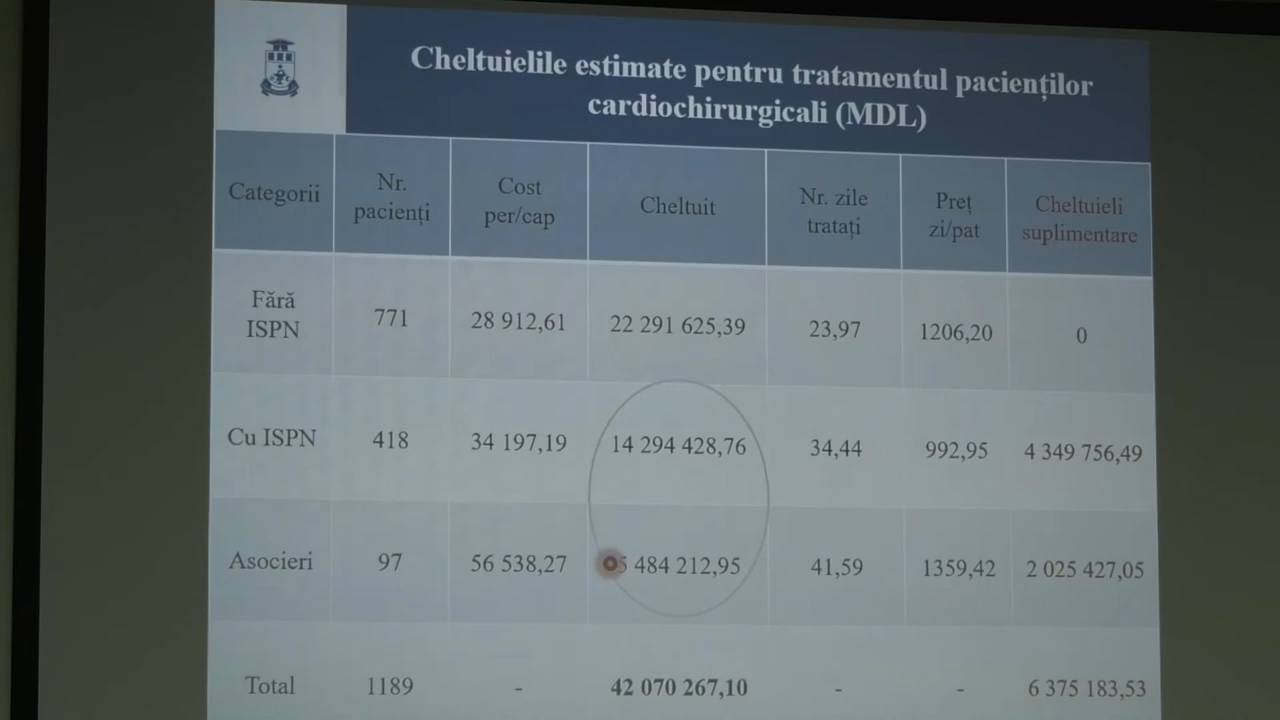 Cheltuielile estimate pentru tratamentul pacienților
cardiochirurgicali (MDL)
Categorii
Nr.
pacienți
Cost
per/cap
Cheltuit
Nr. zile
tratați
Preț
zi/pat
Cheltuieli
suplimentare
Fără
ISPN
771
28 912,61
22 291 625,39
23,97
1206,20
0
Cu ISPN
418
34 197,19
14 294 428,76
34,44
992,95
4 349 756,49
Asocieri
97
56 538,27
5 484 212,95
41,59
1359,42
2 025 427,05
Total
1189
-
42 070 267,10
-
-
6 375 183,53